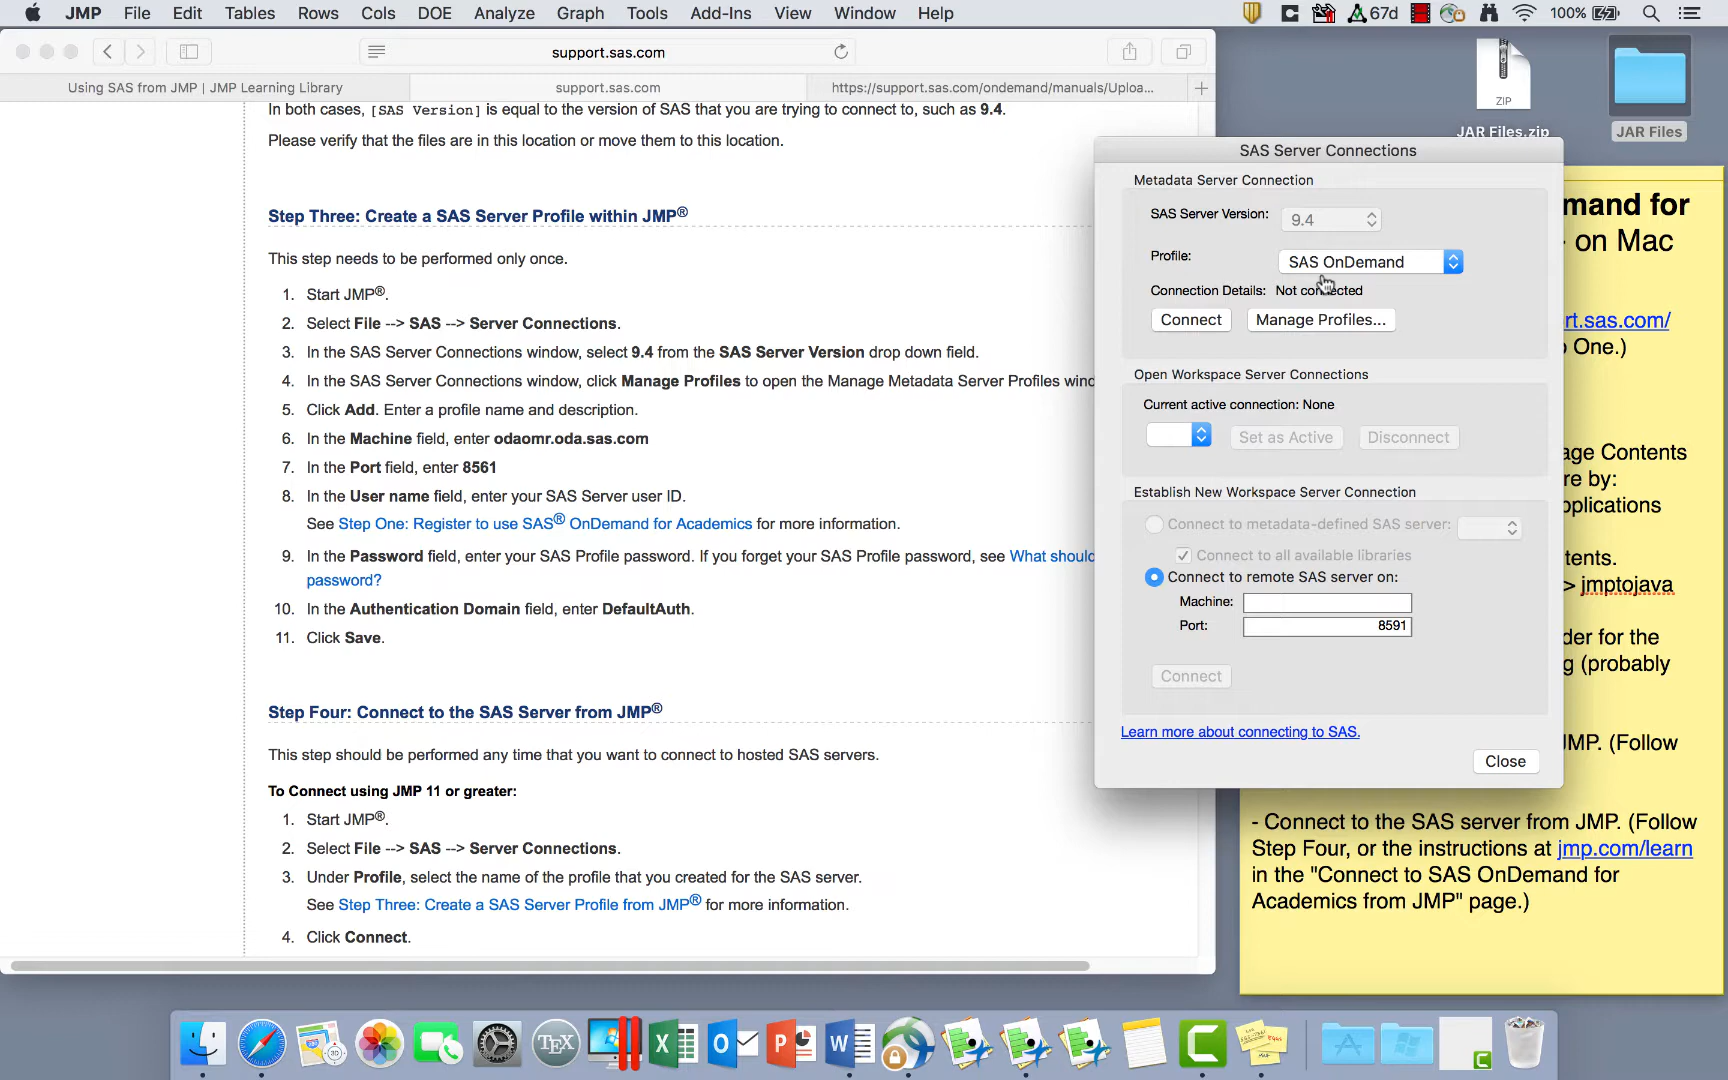 JMP File Edit Tables Rows Cols DOE Analyze Graph Tools Add-Ins View Window Help 67d 100%
support.sas.com
Using SAS from JMP | JMP Learning Library
support.sas.com
https://support.sas.com/ondemand/manuals/Uploa...
ZIP
JAR Files.zip
JAR Files
In both cases, [SAS Version] is equal to the version of SAS that you are trying to connect to, such as 9.4.
Please verify that the files are in this location or move them to this location.
Step Three: Create a SAS Server Profile within JMP®
This step needs to be performed only once.
1. Start JMP®.
2. Select File --> SAS --> Server Connections.
3. In the SAS Server Connections window, select 9.4 from the SAS Server Version drop down field.
4. In the SAS Server Connections window, click Manage Profiles to open the Manage Metadata Server Profiles wind
5. Click Add. Enter a profile name and description.
6. In the Machine field, enter odaomr.oda.sas.com
7. In the Port field, enter 8561
8. In the User name field, enter your SAS Server user ID.
See Step One: Register to use SAS® OnDemand for Academics for more information.
9. In the Password field, enter your SAS Profile password. If you forget your SAS Profile password, see What should
password?
10. In the Authentication Domain field, enter DefaultAuth.
11. Click Save.
Step Four: Connect to the SAS Server from JMP®
This step should be performed any time that you want to connect to hosted SAS servers.
To Connect using JMP 11 or greater:
1. Start JMP®.
2. Select File --> SAS --> Server Connections.
3. Under Profile, select the name of the profile that you created for the SAS server.
See Step Three: Create a SAS Server Profile from JMP® for more information.
4. Click Connect.
SAS Server Connections
Metadata Server Connection
SAS Server Version: 9.4
Profile: SAS OnDemand
Connection Details: Not connected
Connect Manage Profiles...
Open Workspace Server Connections
Current active connection: None
Set as Active Disconnect
Establish New Workspace Server Connection
Connect to metadata-defined SAS server:
Connect to all available libraries
Connect to remote SAS server on:
Machine:
Port: 8591
Connect
Learn more about connecting to SAS.
Close
mand for
on Mac
rt.sas.com/
One.)
age Contents
re by:
plications
tents.
> jmptojava
der for the
g (probably
JMP. (Follow
- Connect to the SAS server from JMP. (Follow
Step Four, or the instructions at jmp.com/learn
in the "Connect to SAS OnDemand for
Academics from JMP" page.)